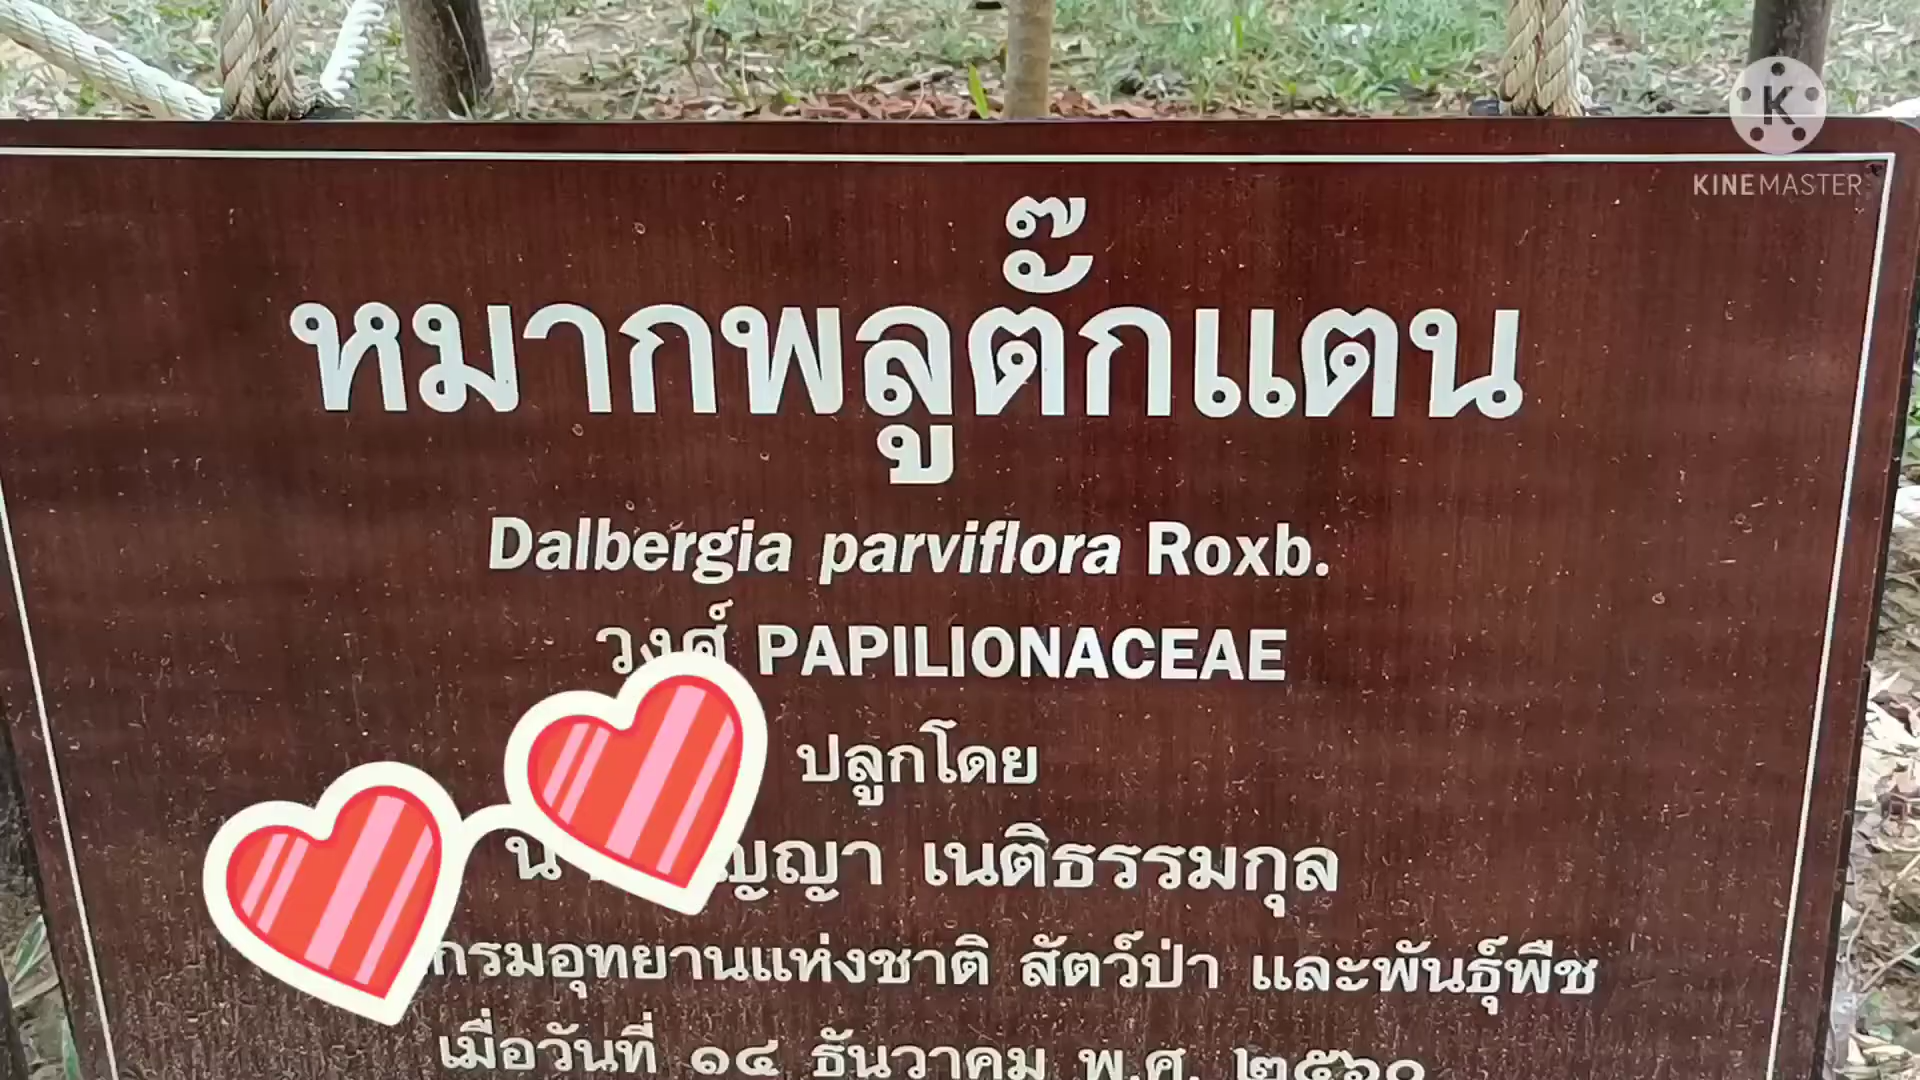 KINEMASTER
หมากพลูตั๊กแตน
Dalbergia parviflora Roxb.
วงศ์ PAPILIONACEAE
ปลูกโดย
เนติธรรมกุล
กรมอุทยานแห่งชาติ สัตว์ป่า และพันธุ์พืช
เมื่อวันที่ ๑๔ ธันวาคม พ.ศ. ๒๕๖๐